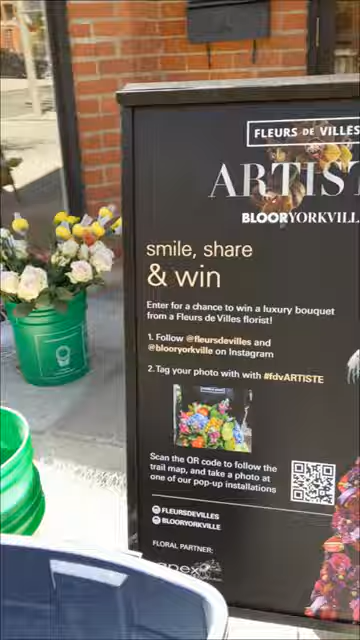 FLEURS DE VILLES
ARTIST
BLOORYORKVILL
smile, share
& win
Enter for a chance to win a luxury bouquet
from a Fleurs de Villes florist!
1. Follow @fleursdevilles and
@blooryorkville on Instagram
2. Tag your photo with with #fdvARTISTE
Scan the QR code to follow the
trail map, and take a photo at
one of our pop-up installations
FLEURSDEVILLES
BLOORYORKVILLE
FLORAL PARTNER:
apex